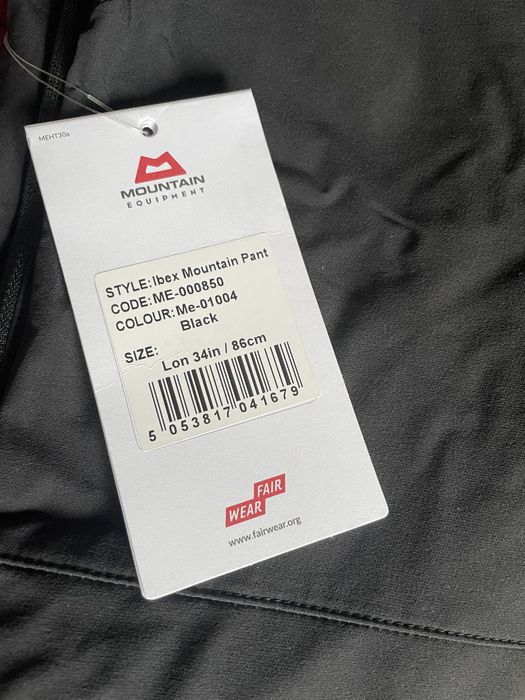 MEHT30a
MOUNTAIN
EQUIPMENT
STYLE:Ibex Mountain Pant
CODE:ME-000850
COLOUR:Me-01004
Black
SIZE:
Lon 34in / 86cm
5 053817 041679
FAIR
WEAR
www.fairwear.org